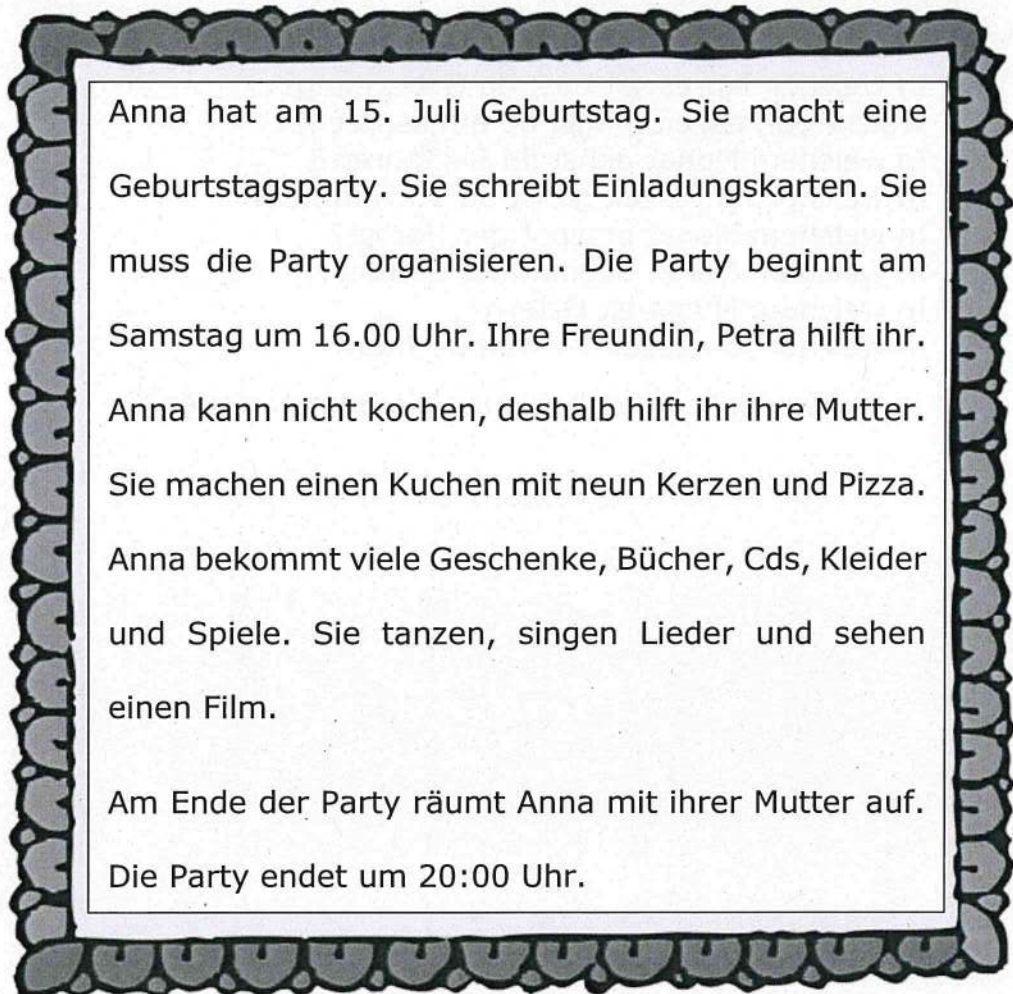 Anna hat am 15. Juli Geburtstag. Sie macht eine
Geburtstagsparty. Sie schreibt Einladungskarten. Sie
muss die Party organisieren. Die Party beginnt am
Samstag um 16.00 Uhr. Ihre Freundin, Petra hilft ihr.
Anna kann nicht kochen, deshalb hilft ihr ihre Mutter.
Sie machen einen Kuchen mit neun Kerzen und Pizza.
Anna bekommt viele Geschenke, Bücher, Cds, Kleider
und Spiele. Sie tanzen, singen Lieder und sehen
einen Film.
Am Ende der Party räumt Anna mit ihrer Mutter auf.
Die Party endet um 20:00 Uhr.